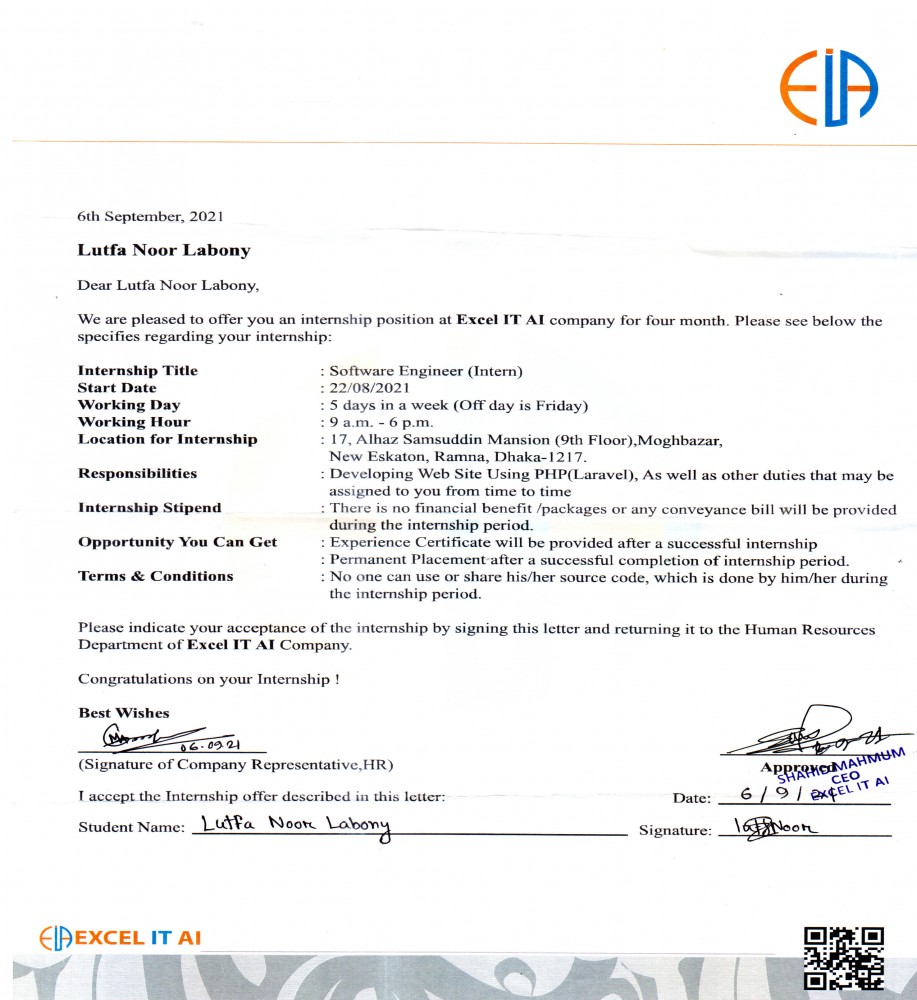 EIA
6th September, 2021
Lutfa Noor Labony
Dear Lutfa Noor Labony,
We are pleased to offer you an internship position at Excel IT AI company for four month. Please see below the
specifies regarding your internship:
Internship Title : Software Engineer (Intern)
Start Date : 22/08/2021
Working Day : 5 days in a week (Off day is Friday)
Working Hour : 9 a.m. - 6 p.m.
Location for Internship : 17, Alhaz Samsuddin Mansion (9th Floor),Moghbazar,
New Eskaton, Ramna, Dhaka-1217.
Responsibilities : Developing Web Site Using PHP(Laravel), As well as other duties that may be
assigned to you from time to time
Internship Stipend : There is no financial benefit /packages or any conveyance bill will be provided
during the internship period.
Opportunity You Can Get : Experience Certificate will be provided after a successful internship
: Permanent Placement after a successful completion of internship period.
Terms & Conditions : No one can use or share his/her source code, which is done by him/her during
the internship period.
Please indicate your acceptance of the internship by signing this letter and returning it to the Human Resources
Department of Excel IT AI Company.
Congratulations on your Internship !
Best Wishes
06.09.21
(Signature of Company Representative,HR)
Approved
SHAHID MAHMUM
CEO
EXCEL IT AI
I accept the Internship offer described in this letter:
Date: 6/9/21
Student Name: Lutfa Noor Labony
Signature: Noor
EIA EXCEL IT AI